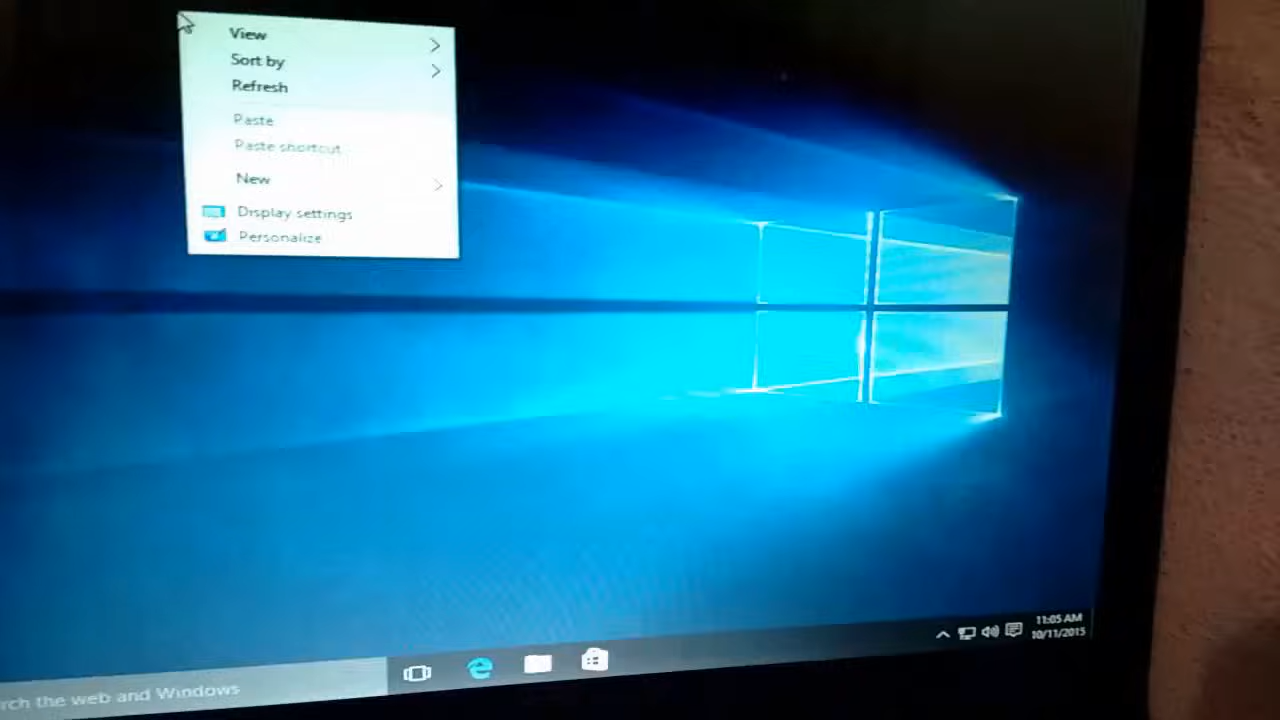 View
Sort by
Refresh
Paste
Paste shortcut
New
Display settings
Personalize
11:05 AM
10/11/2015
rch the web and Windows